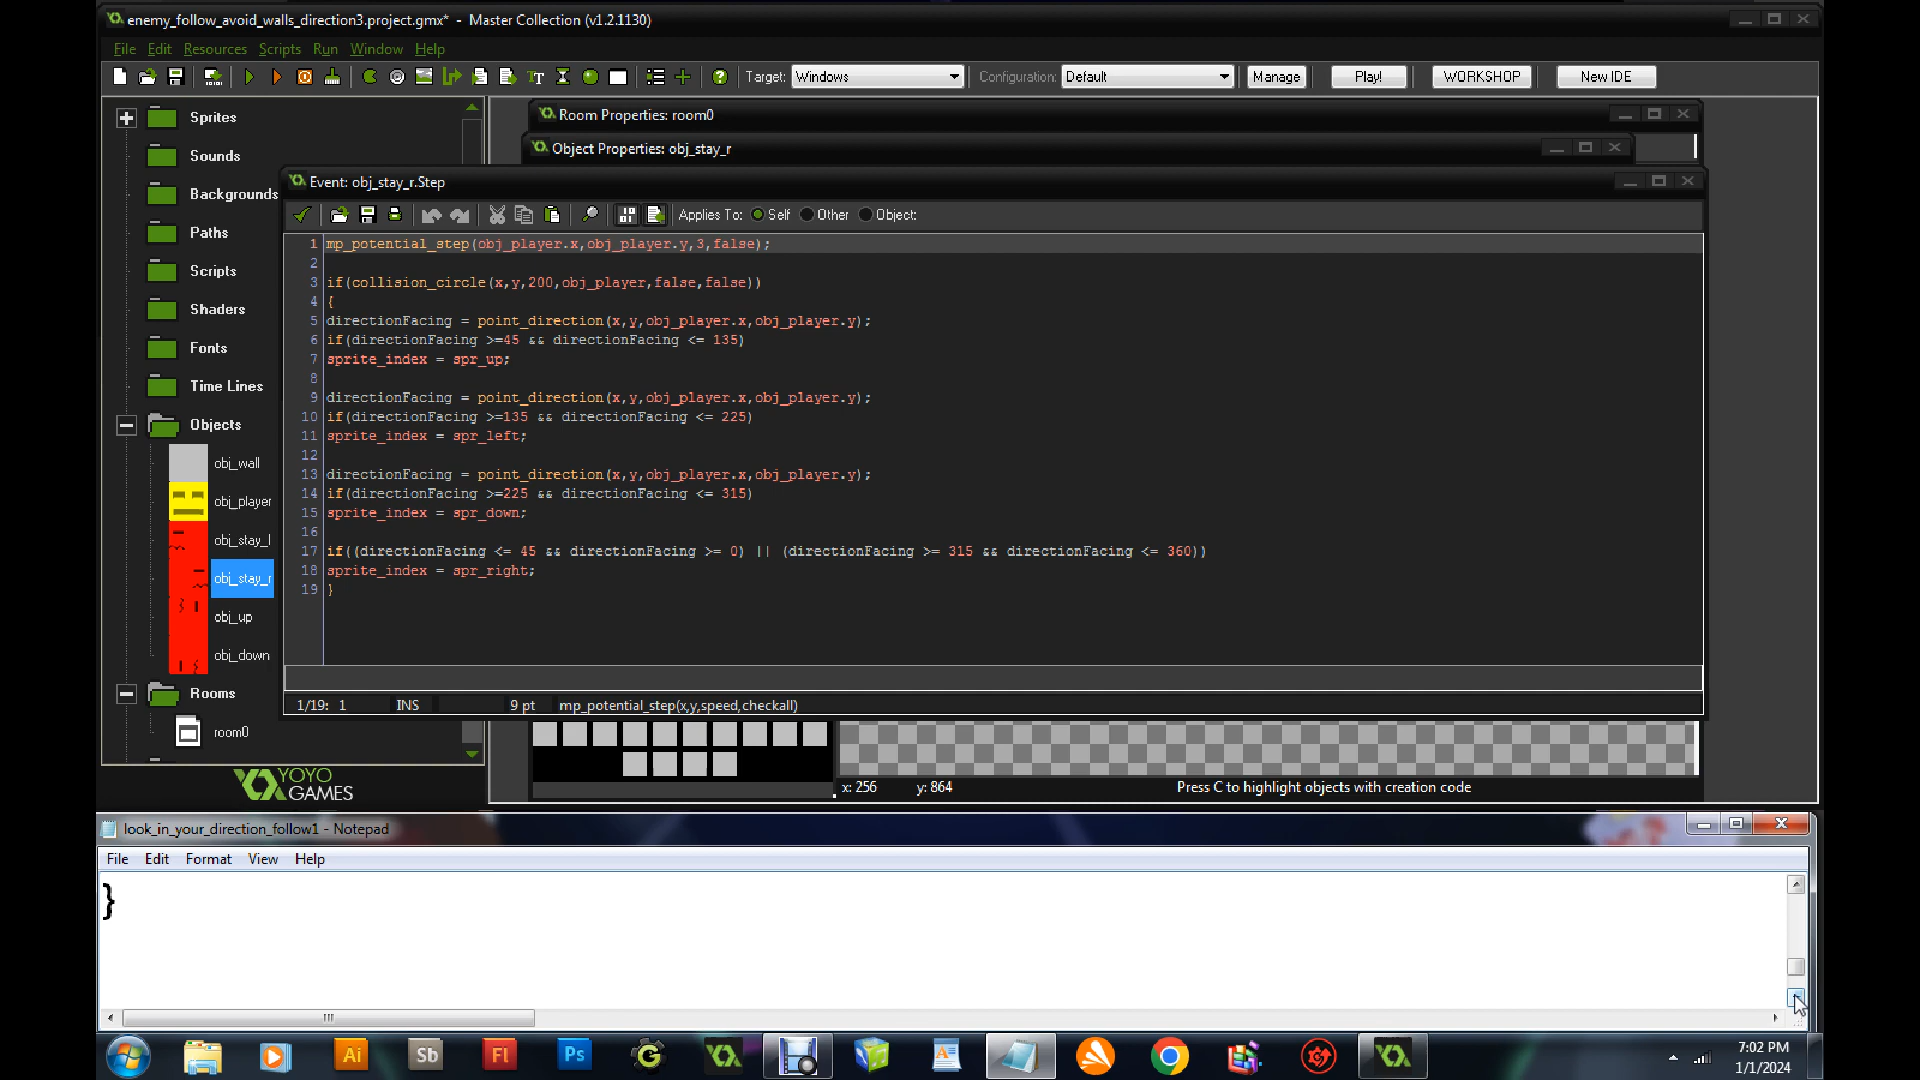 enemy_follow_avoid_walls_direction3.project.gmx* - Master Collection (v1.2.1130)
File Edit Resources Scripts Run Window Help
Target: Windows Configuration: Default Manage Play! WORKSHOP New IDE
Sprites
Sounds
Backgrounds
Paths
Scripts
Shaders
Fonts
Time Lines
Objects
obj_wall
obj_player
obj_stay_l
obj_stay_r
obj_up
obj_down
Rooms
room0
YOYO
GAMES
Room Properties: room0
Object Properties: obj_stay_r
Event: obj_stay_r.Step
Applies To: Self Other Object:
1 mp_potential_step(obj_player.x,obj_player.y,3,false);
2
3 if(collision_circle(x,y,200,obj_player,false,false))
4 {
5 directionFacing = point_direction(x,y,obj_player.x,obj_player.y);
6 if(directionFacing >=45 && directionFacing <= 135)
7 sprite_index = spr_up;
8
9 directionFacing = point_direction(x,y,obj_player.x,obj_player.y);
10 if(directionFacing >=135 && directionFacing <= 225)
11 sprite_index = spr_left;
12
13 directionFacing = point_direction(x,y,obj_player.x,obj_player.y);
14 if(directionFacing >=225 && directionFacing <= 315)
15 sprite_index = spr_down;
16
17 if((directionFacing <= 45 && directionFacing >= 0) || (directionFacing >= 315 && directionFacing <= 360))
18 sprite_index = spr_right;
19 }
1/19: 1 INS 9 pt mp_potential_step(x,y,speed,checkall)
x: 256 y: 864 Press C to highlight objects with creation code
look_in_your_direction_follow1 - Notepad
File Edit Format View Help
}
Ai Sb Fl Ps
7:02 PM
1/1/2024